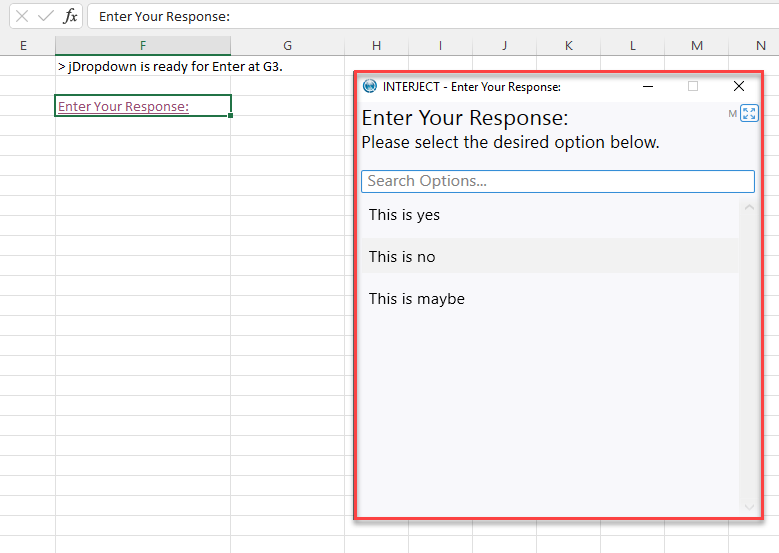 fx Enter Your Response:
E F G H I J K L M N
> jDropdown is ready for Enter at G3.
Enter Your Response:
INTERJECT - Enter Your Response:
Enter Your Response:
M
Please select the desired option below.
Search Options...
This is yes
This is no
This is maybe